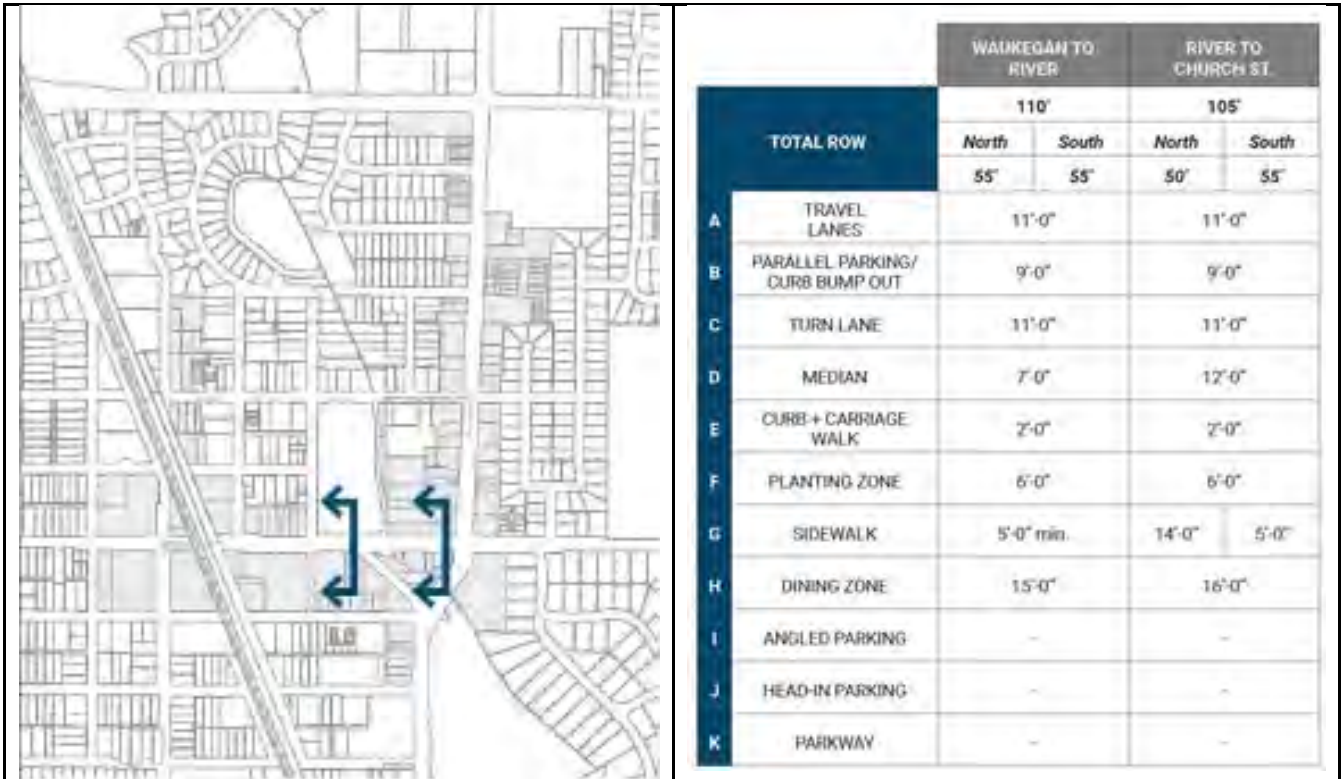 WAUKEGAN TO
RIVER
RIVER TO
CHURCH ST.
TOTAL ROW
110'
105'
North
South
North
South
55'
55'
50'
55'
A
TRAVEL
LANES
11'-0"
11'-0"
B
PARALLEL PARKING/
CURB BUMP OUT
9'-0"
9'-0"
C
TURN LANE
11'-0"
11'-0"
D
MEDIAN
7'-0"
12'-0"
E
CURB + CARRIAGE
WALK
2'-0"
2'-0"
F
PLANTING ZONE
6'-0"
6'-0"
G
SIDEWALK
5'-0" min.
14'-0"
5'-0"
H
DINING ZONE
15'-0"
16'-0"
I
ANGLED PARKING
-
-
J
HEAD-IN PARKING
-
-
K
PARKWAY
-
-